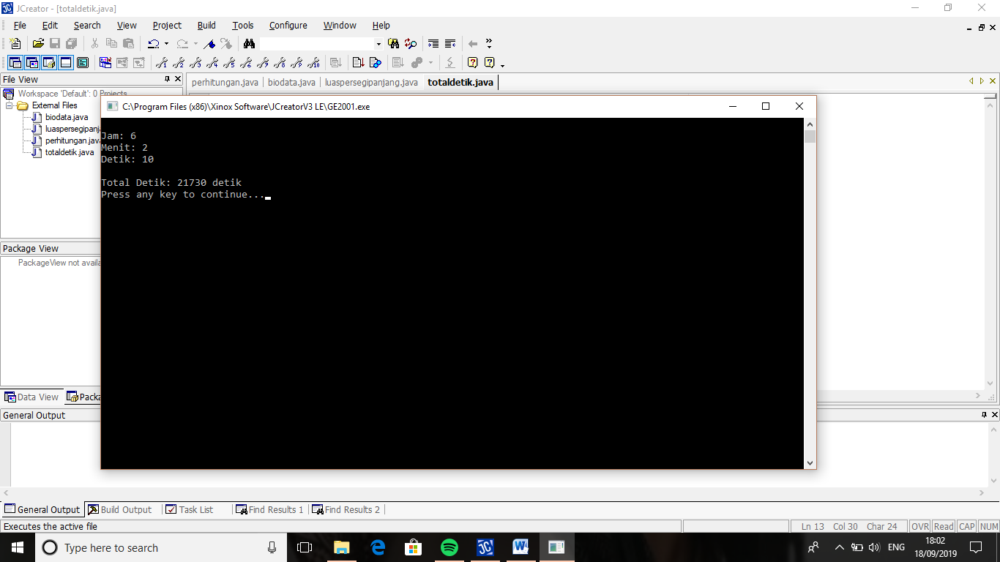 JCreator - [totaldetik.java]
File Edit Search View Project Build Tools Configure Window Help
File View
perhitungan.java biodata.java luaspersegipanjang.java totaldetik.java
Workspace 'Default': 0 Projects
External Files
biodata.java
luaspersegipanj
perhitungan.java
totaldetik.java
C:\Program Files (x86)\Xinox Software\JCreatorV3 LE\GE2001.exe
Jam: 6
Menit: 2
Detik: 10
Total Detik: 21730 detik
Press any key to continue...
Package View
PackageView not availa
Data View Packa
General Output
General Output Build Output Task List Find Results 1 Find Results 2
Executes the active file
Ln 13 Col 30 Char 24 OVR Read CAP NUM
Type here to search
ENG
18:02
18/09/2019